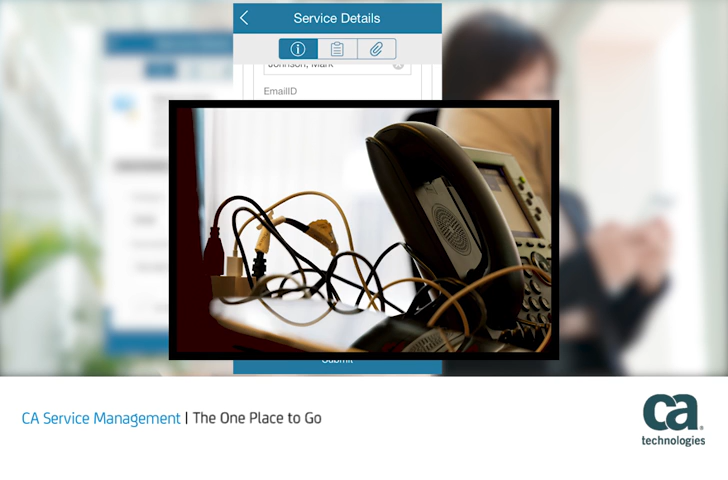 Service Details
Johnson, Mark
EmailID
Submit
CA Service Management | The One Place to Go
ca
technologies